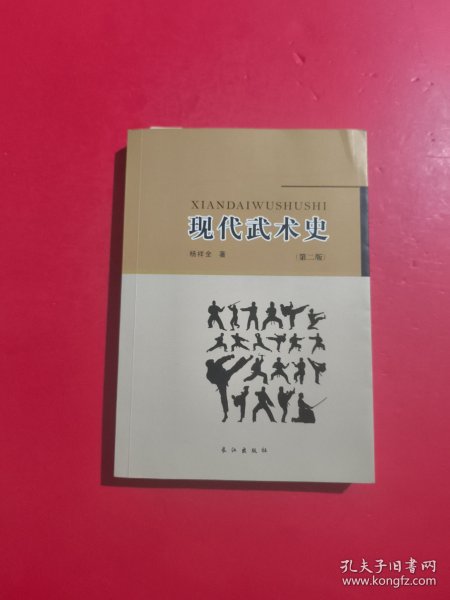 XIANDAIWUSHUSHI
现代武术史
杨祥全 著
(第二版)
长江出版社
孔夫子旧书网
www.kongfz.com